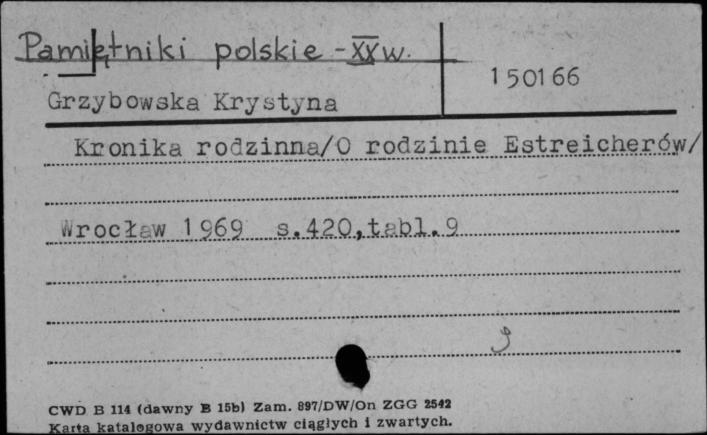 Pamiętniki polskie - XX w.
150166
Grzybowska Krystyna
Kronika rodzinna/O rodzinie Estreicherów/
Wrocław 1969 s.420,tabl.9
CWD B 114 (dawny B 15b) Zam. 897/DW/On ZGG 2542
Karta katalogowa wydawnictw ciągłych i zwartych.